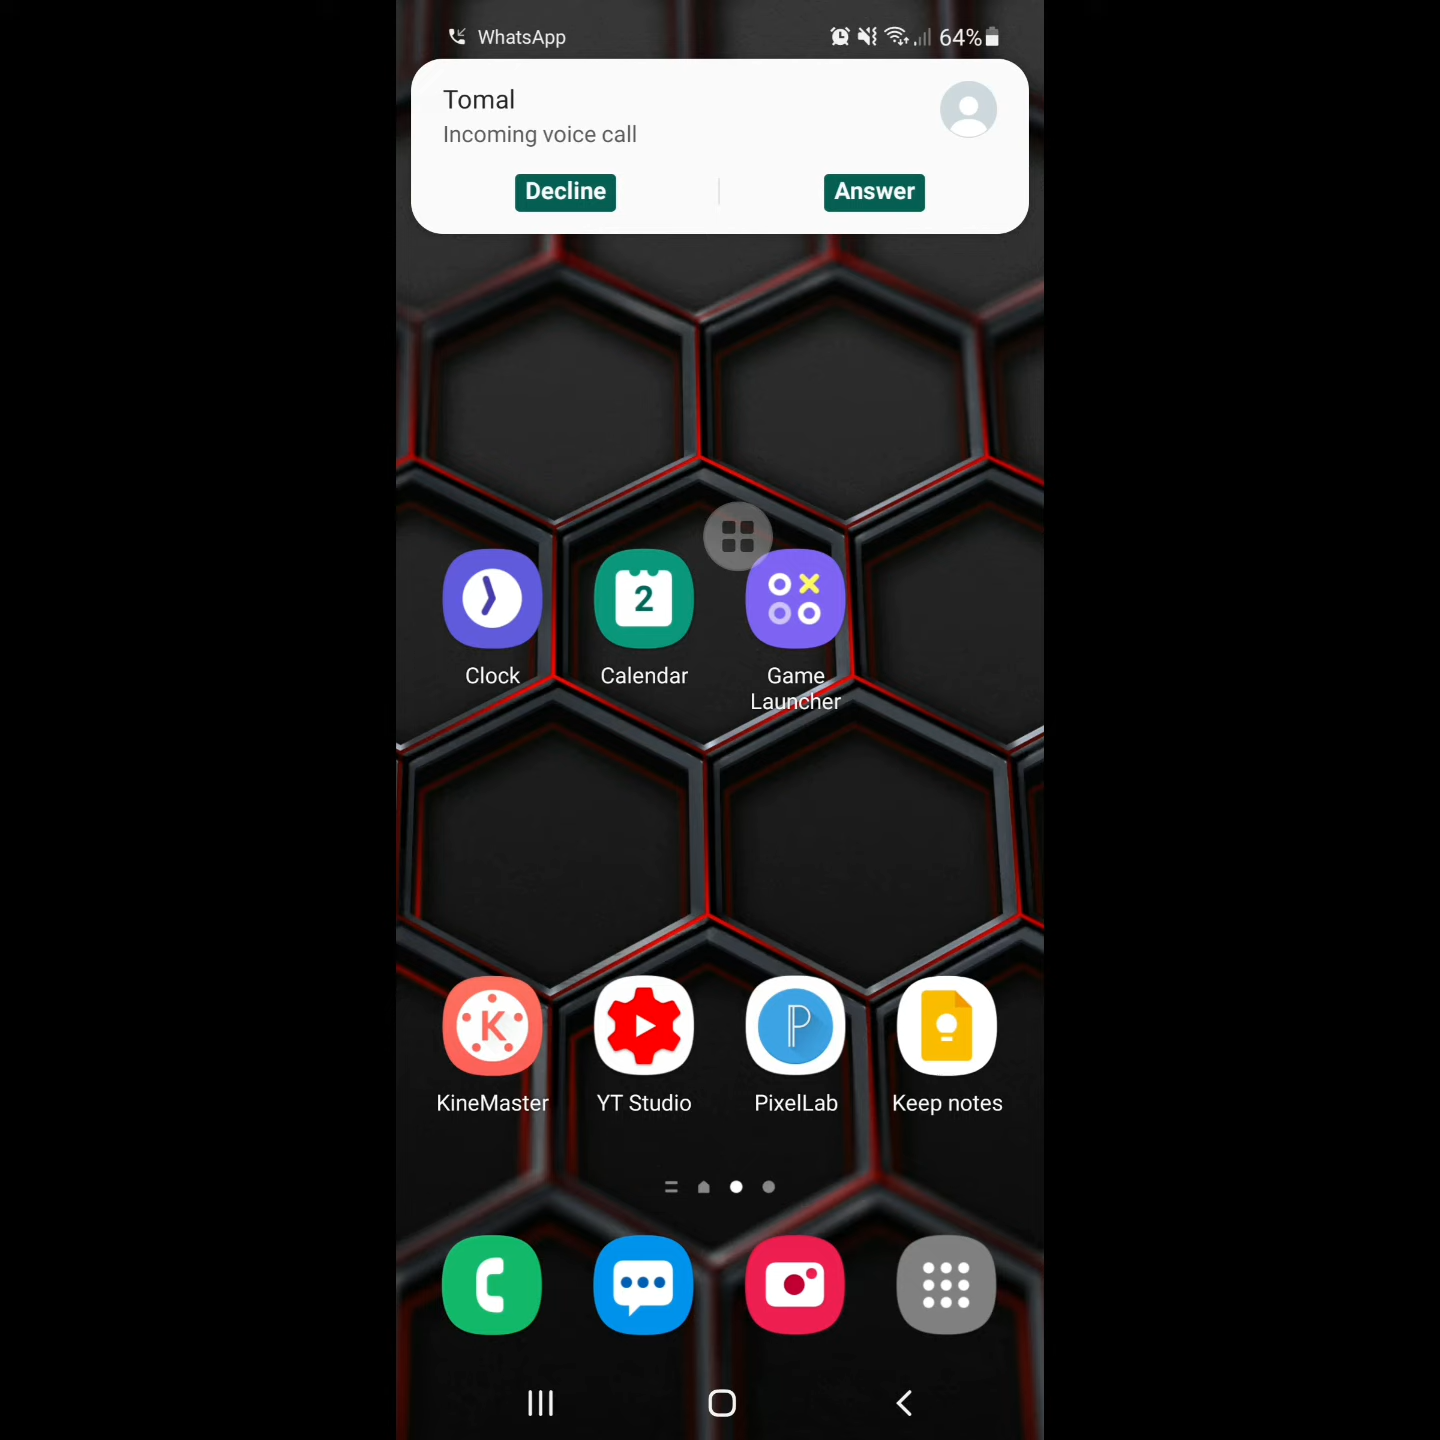 WhatsApp
64%
Tomal
Incoming voice call
Decline
Answer
2
Clock
Calendar
Game
Launcher
K
P
KineMaster
YT Studio
PixelLab
Keep notes